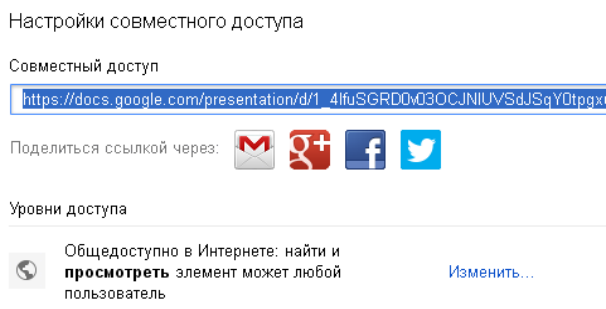 Настройки совместного доступа
Совместный доступ
https://docs.google.com/presentation/d/
Поделиться ссылкой через:
Уровни доступа
Общедоступно в Интернете: найти и
просмотреть элемент может любой
пользователь
Изменить...